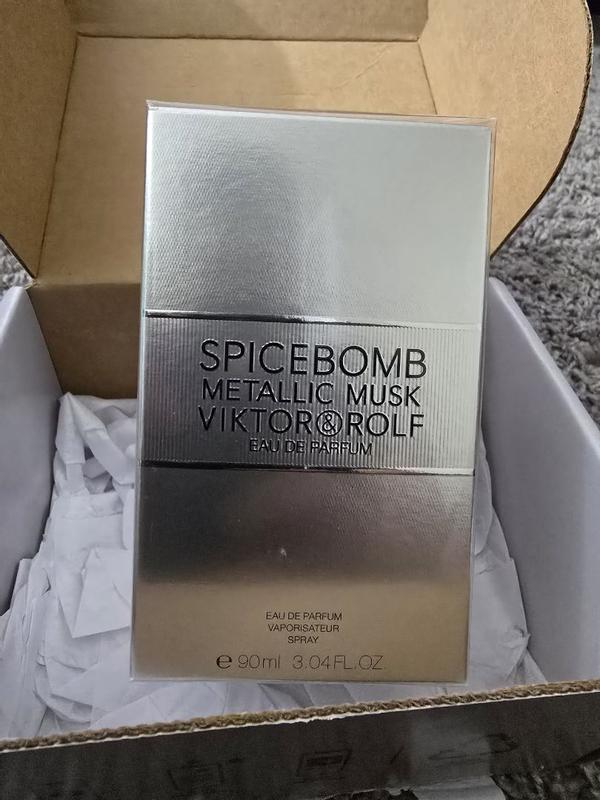 SPICEBOMB
METALLIC MUSK
VIKTOR&ROLF
EAU DE PARFUM
EAU DE PARFUM
VAPORISATEUR
SPRAY
e 90ml 3.04FL.OZ.